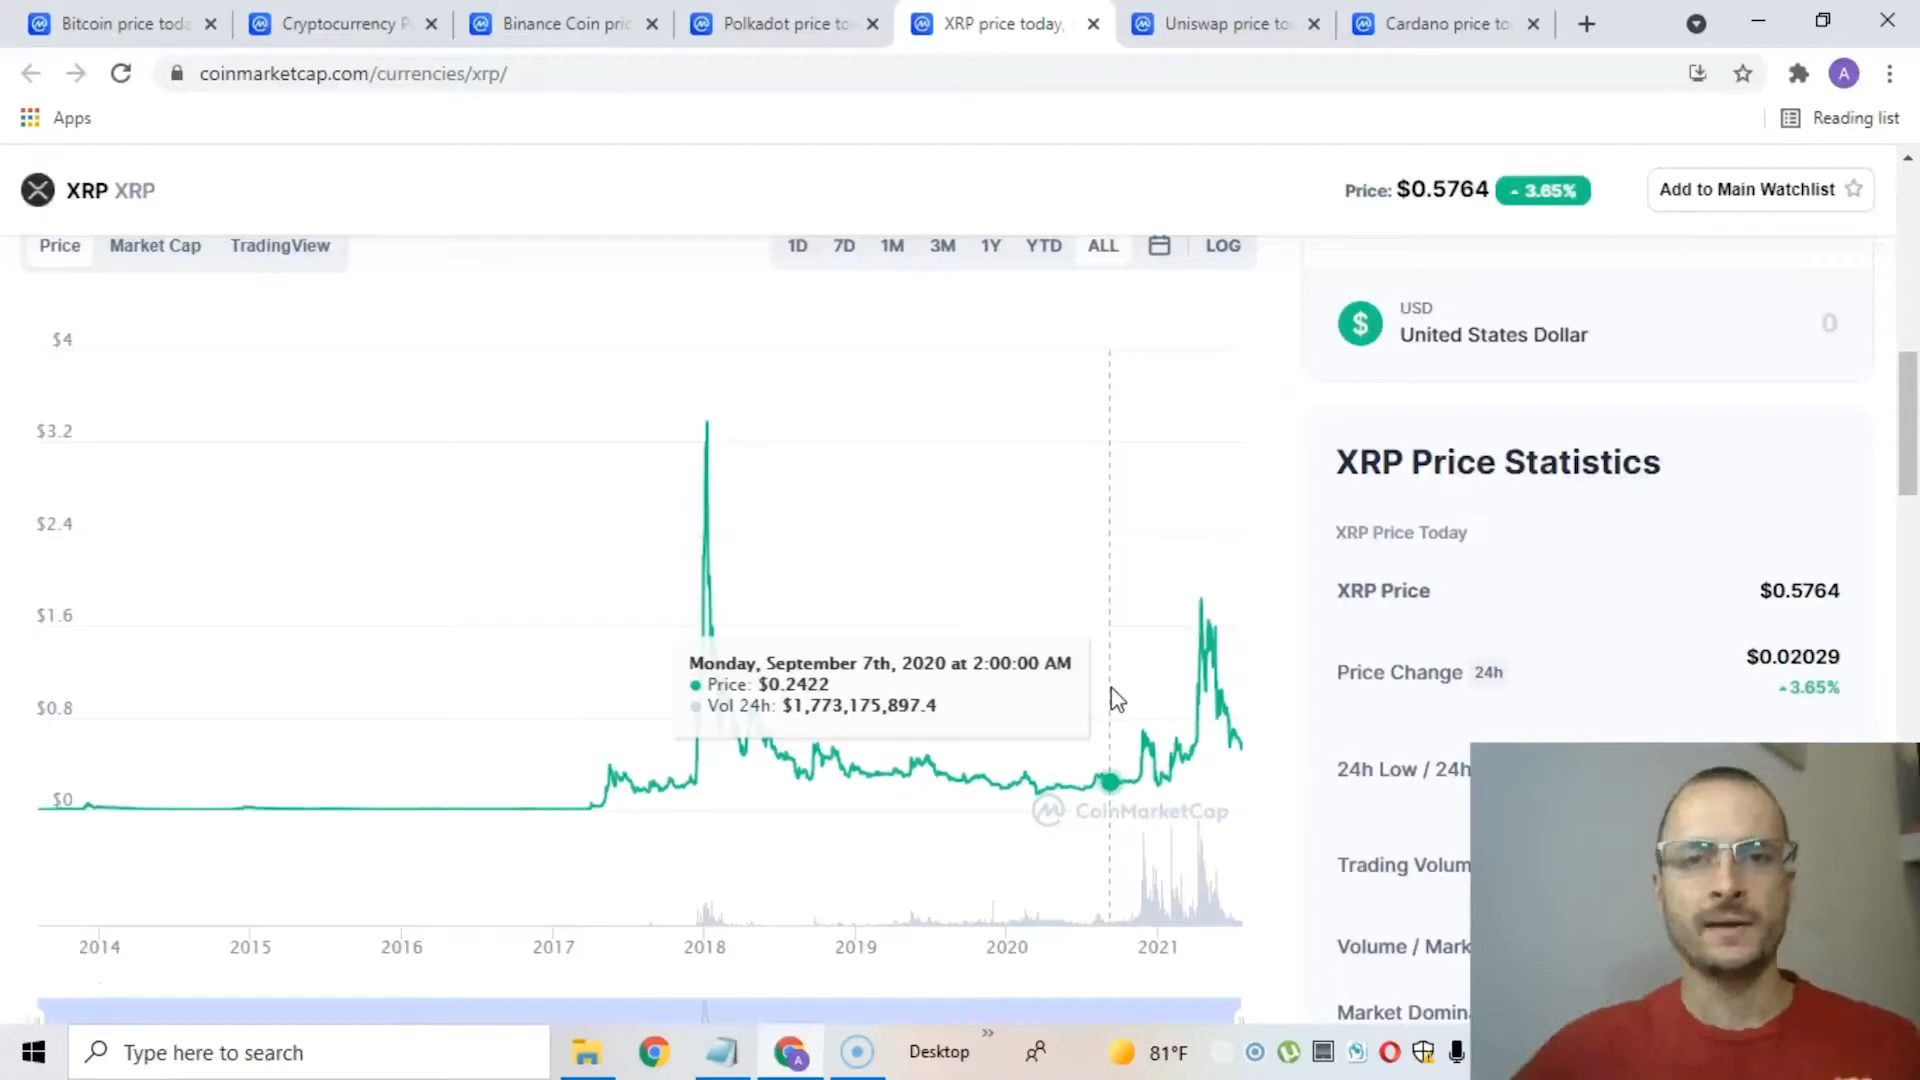 Bitcoin price toda
Cryptocurrency P
Binance Coin pric
Polkadot price to
XRP price today,
Uniswap price to
Cardano price to
coinmarketcap.com/currencies/xrp/
A
Apps
Reading list
XRP XRP
Price: $0.5764 3.65%
Add to Main Watchlist
Price Market Cap TradingView
1D 7D 1M 3M 1Y YTD ALL LOG
$4
$3.2
$2.4
$1.6
$0.8
$0
Monday, September 7th, 2020 at 2:00:00 AM
Price: $0.2422
Vol 24h: $1,773,175,897.4
CoinMarketCap
2014 2015 2016 2017 2018 2019 2020 2021
$
USD
United States Dollar
0
XRP Price Statistics
XRP Price Today
XRP Price $0.5764
Price Change 24h $0.02029
3.65%
24h Low / 24h
Trading Volum
Volume / Mark
Market Domin
Type here to search
A
Desktop
81°F